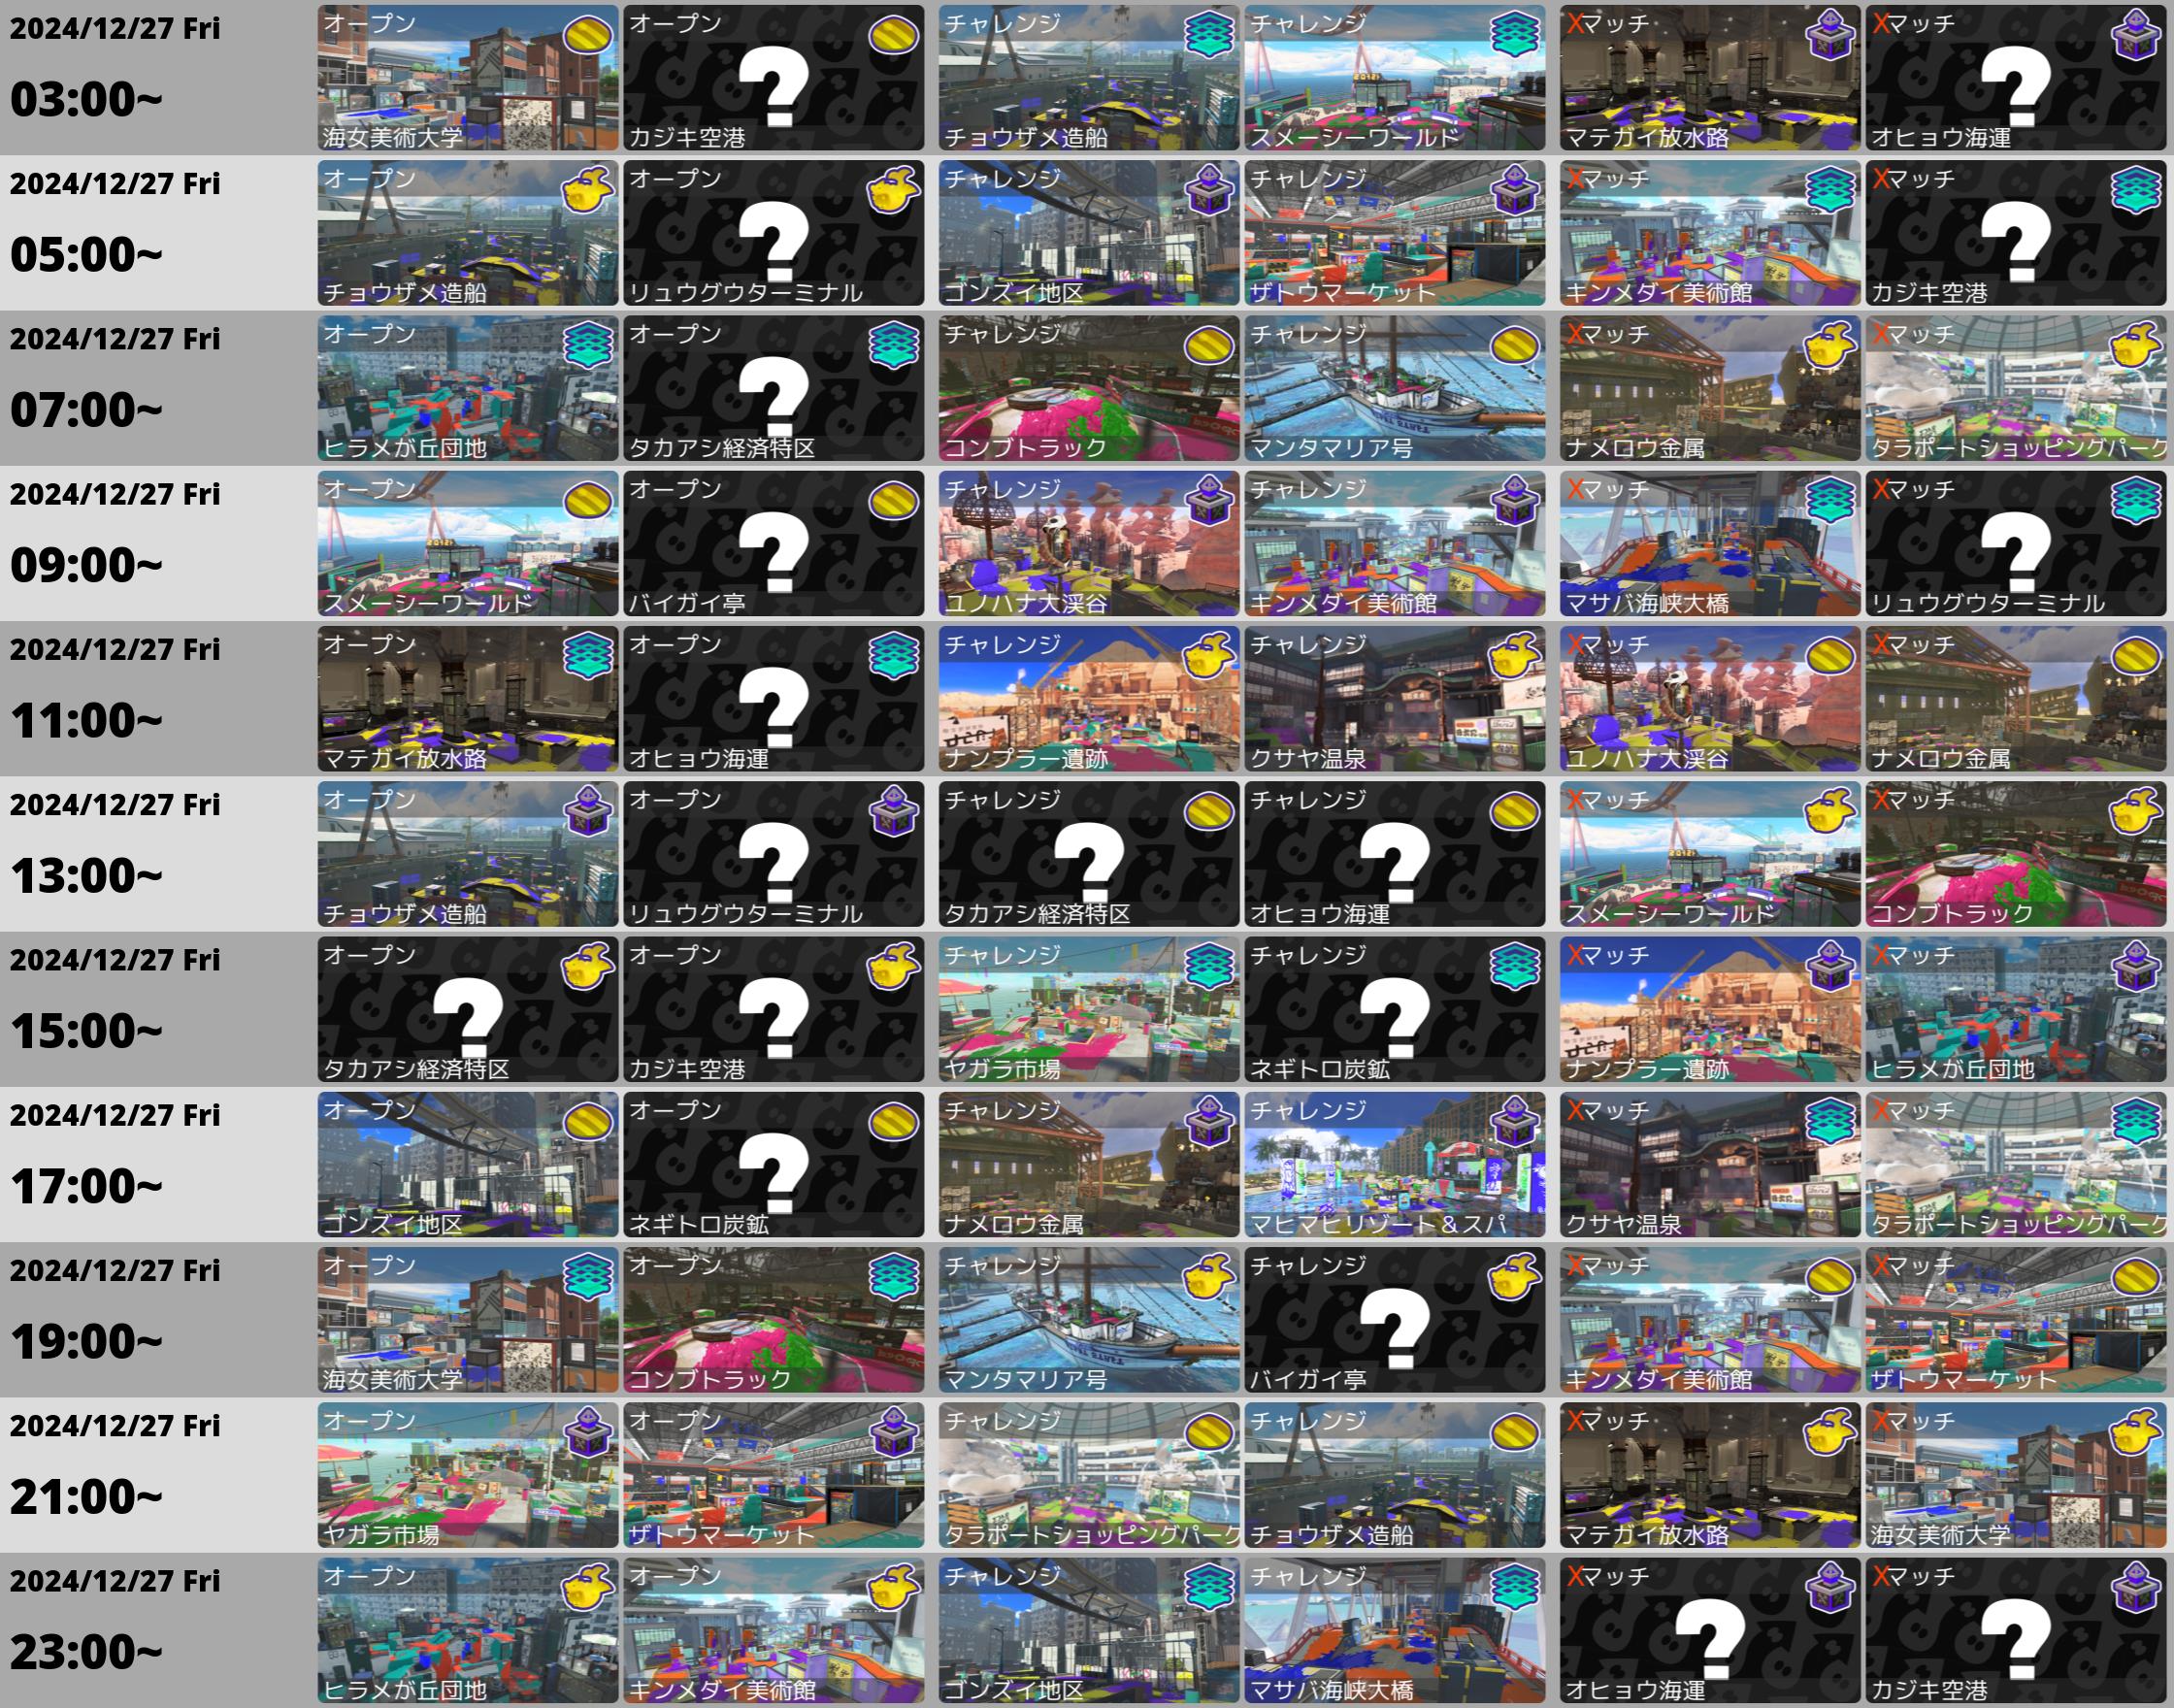 2024/12/27 Fri
03:00~
オープン
海女美術大学
オープン
カジキ空港
チャレンジ
チョウザメ造船
チャレンジ
スメーシーワールド
Xマッチ
マテガイ放水路
Xマッチ
オヒョウ海運
2024/12/27 Fri
05:00~
オープン
チョウザメ造船
オープン
リュウグウターミナル
チャレンジ
ゴンズイ地区
チャレンジ
ザトウマーケット
Xマッチ
キンメダイ美術館
Xマッチ
カジキ空港
2024/12/27 Fri
07:00~
オープン
ヒラメが丘団地
オープン
タカアシ経済特区
チャレンジ
コンブトラック
チャレンジ
マンタマリア号
Xマッチ
ナメロウ金属
Xマッチ
タラポートショッピングパーク
2024/12/27 Fri
09:00~
オープン
スメーシーワールド
オープン
バイガイ亭
チャレンジ
ユノハナ大渓谷
チャレンジ
キンメダイ美術館
Xマッチ
マサバ海峡大橋
Xマッチ
リュウグウターミナル
2024/12/27 Fri
11:00~
オープン
マテガイ放水路
オープン
オヒョウ海運
チャレンジ
ナンプラー遺跡
チャレンジ
クサヤ温泉
Xマッチ
ユノハナ大渓谷
Xマッチ
ナメロウ金属
2024/12/27 Fri
13:00~
オープン
チョウザメ造船
オープン
リュウグウターミナル
チャレンジ
タカアシ経済特区
チャレンジ
オヒョウ海運
Xマッチ
スメーシーワールド
Xマッチ
コンブトラック
2024/12/27 Fri
15:00~
オープン
タカアシ経済特区
オープン
カジキ空港
チャレンジ
ヤガラ市場
チャレンジ
ネギトロ炭鉱
Xマッチ
ナンプラー遺跡
Xマッチ
ヒラメが丘団地
2024/12/27 Fri
17:00~
オープン
ゴンズイ地区
オープン
ネギトロ炭鉱
チャレンジ
ナメロウ金属
チャレンジ
マヒマヒリゾート&スパ
Xマッチ
クサヤ温泉
Xマッチ
タラポートショッピングパーク
2024/12/27 Fri
19:00~
オープン
海女美術大学
オープン
コンブトラック
チャレンジ
マンタマリア号
チャレンジ
バイガイ亭
Xマッチ
キンメダイ美術館
Xマッチ
ザトウマーケット
2024/12/27 Fri
21:00~
オープン
ヤガラ市場
オープン
ザトウマーケット
チャレンジ
タラポートショッピングパーク
チャレンジ
チョウザメ造船
Xマッチ
マテガイ放水路
Xマッチ
海女美術大学
2024/12/27 Fri
23:00~
オープン
ヒラメが丘団地
オープン
キンメダイ美術館
チャレンジ
ゴンズイ地区
チャレンジ
マサバ海峡大橋
Xマッチ
オヒョウ海運
Xマッチ
カジキ空港